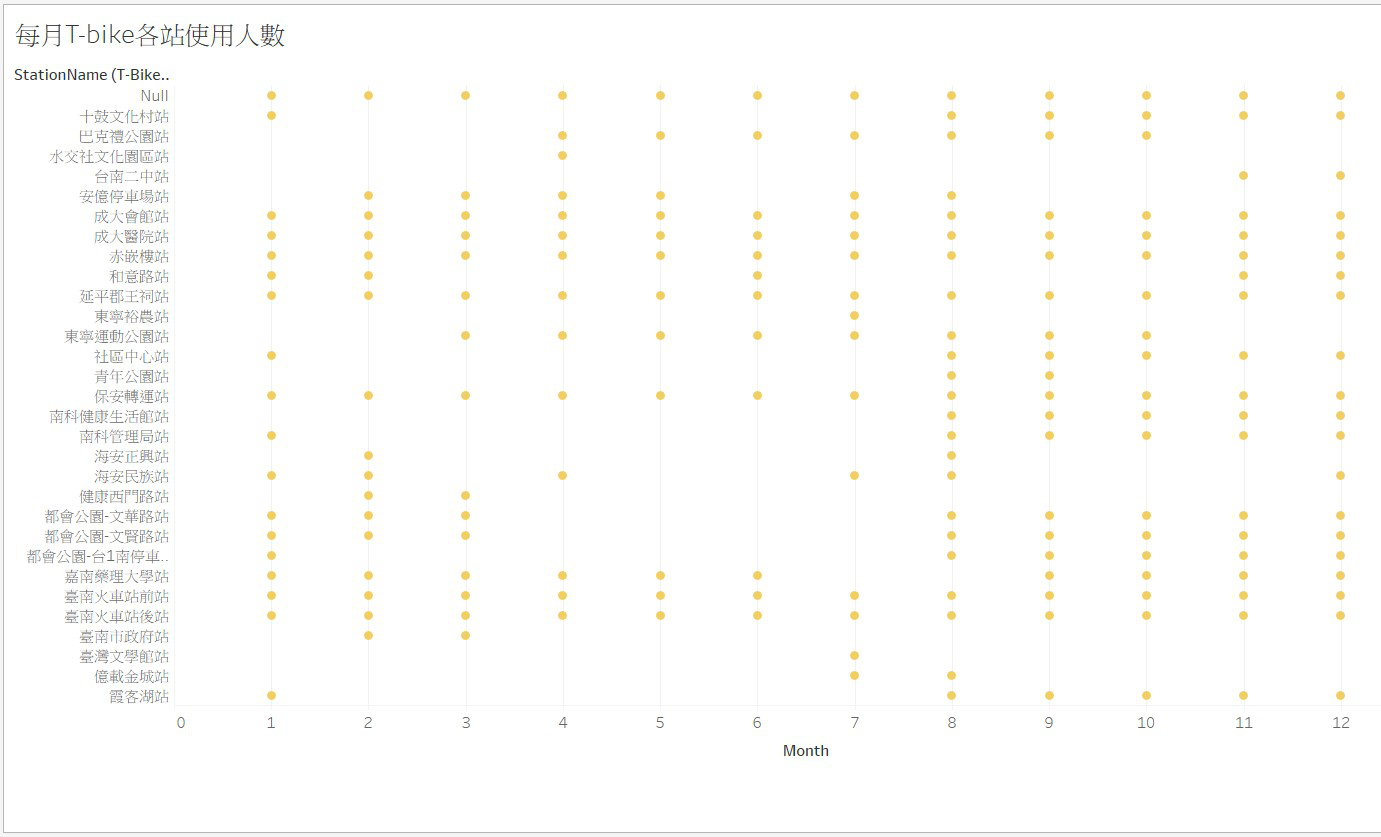 每月T-bike各站使用人數
StationName (T-Bike..
Null
十鼓文化村站
巴克禮公園站
水交社文化園區站
台南二中站
安億停車場站
成大會館站
成大醫院站
赤嵌樓站
和意路站
延平郡王祠站
東寧裕農站
東寧運動公園站
社區中心站
青年公園站
保安轉運站
南科健康生活館站
南科管理局站
海安正興站
海安民族站
健康西門路站
都會公園-文華路站
都會公園-文賢路站
都會公園-台1南停車..
嘉南藥理大學站
臺南火車站前站
臺南火車站後站
臺南市政府站
臺灣文學館站
億載金城站
霞客湖站
0 1 2 3 4 5 6 7 8 9 10 11 12
Month